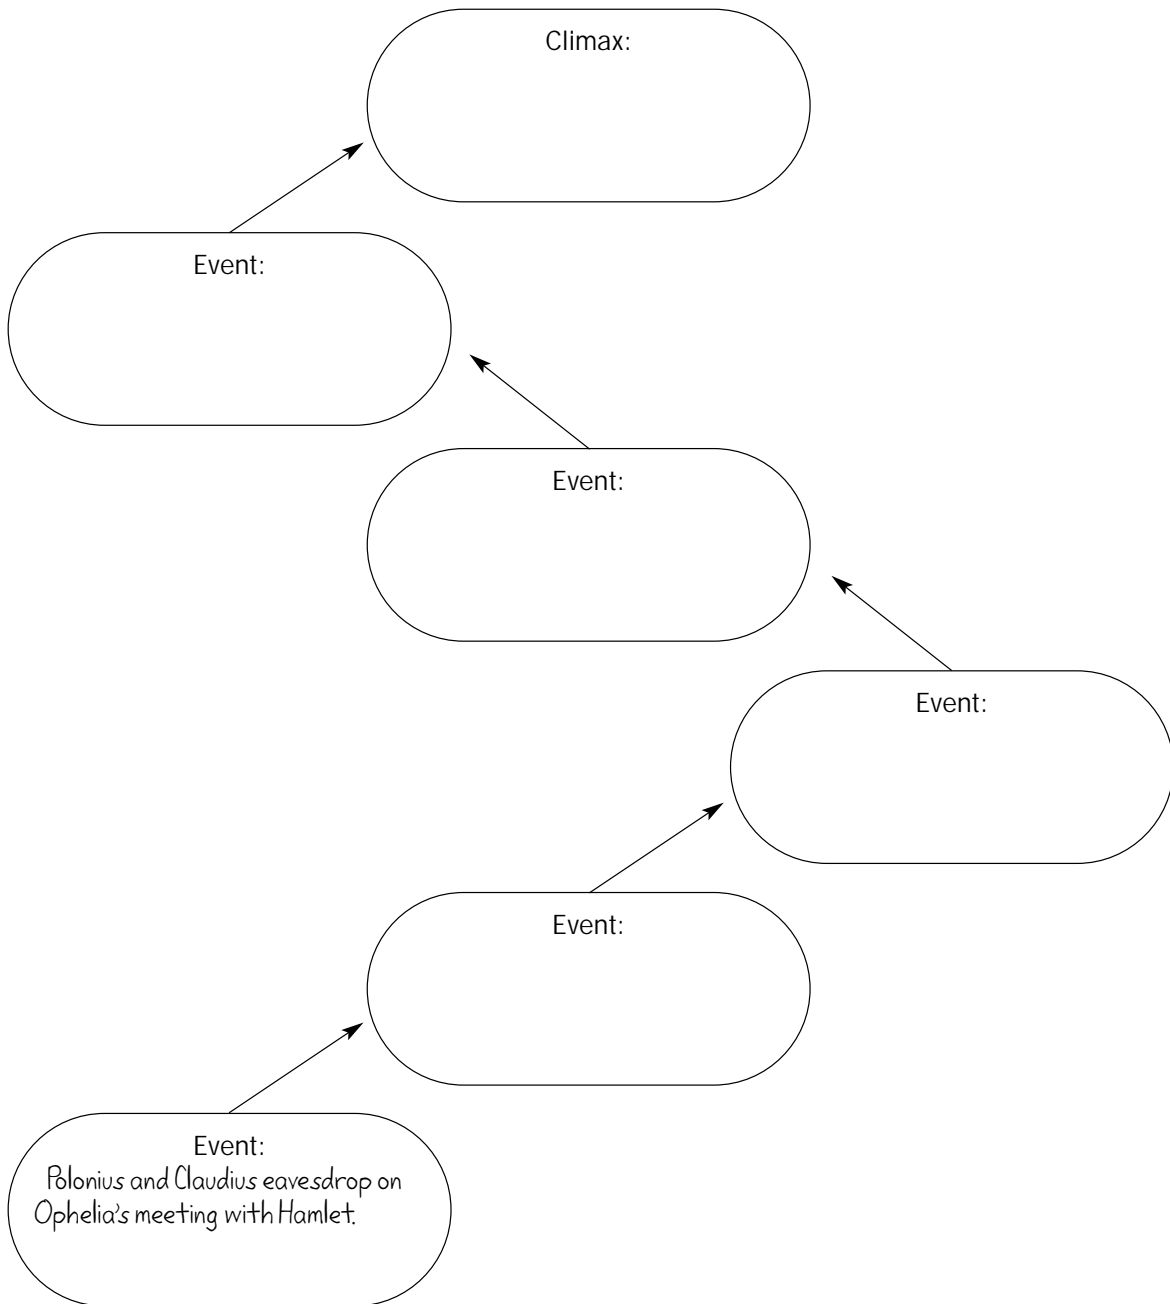 Climax:
Event:
Event:
Event:
Event:
Event:
Polonius and Claudius eavesdrop on
Ophelia's meeting with Hamlet.